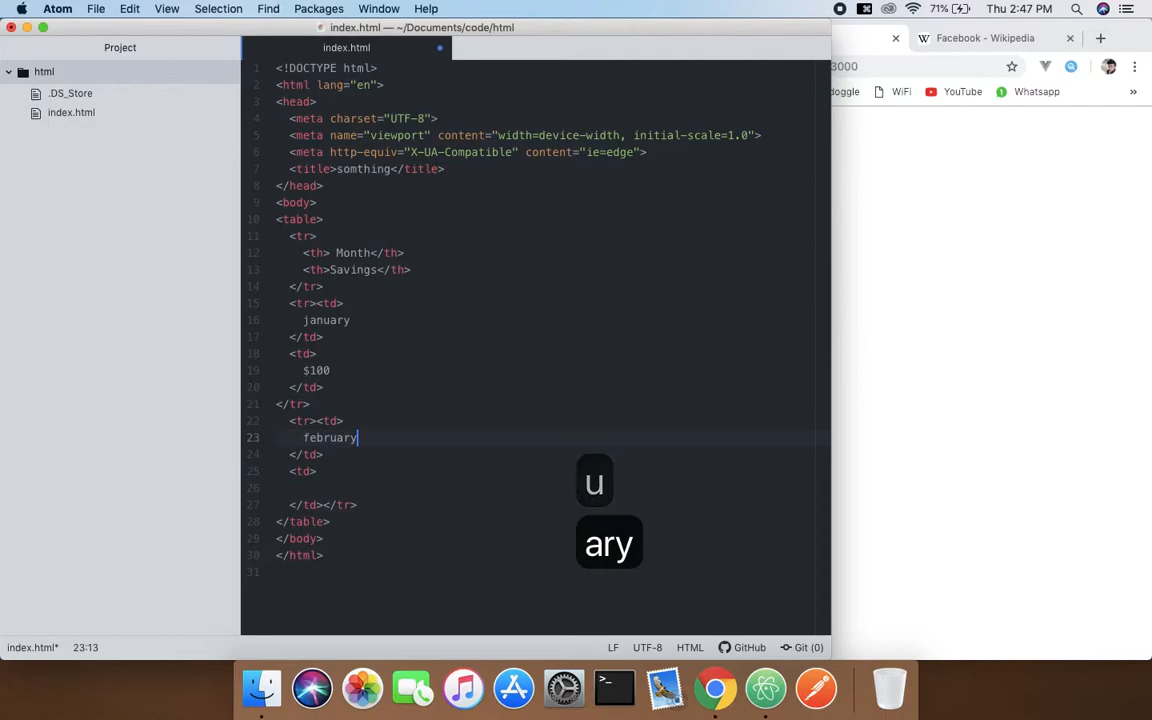 Atom File Edit View Selection Find Packages Window Help 71% Thu 2:47 PM
index.html — ~/Documents/code/html
Project
index.html
Facebook - Wikipedia
html
.DS_Store
index.html
3000
oggle WiFi YouTube Whatsapp
1 <!DOCTYPE html>
2 <html lang="en">
3 <head>
4 <meta charset="UTF-8">
5 <meta name="viewport" content="width=device-width, initial-scale=1.0">
6 <meta http-equiv="X-UA-Compatible" content="ie=edge">
7 <title>somthing</title>
8 </head>
9 <body>
10 <table>
11 <tr>
12 <th> Month</th>
13 <th>Savings</th>
14 </tr>
15 <tr><td>
16 january
17 </td>
18 <td>
19 $100
20 </td>
21 </tr>
22 <tr><td>
23 february
24 </td>
25 <td>
26
27 </td></tr>
28 </table>
29 </body>
30 </html>
31
u
ary
index.html* 23:13 LF UTF-8 HTML GitHub Git (0)